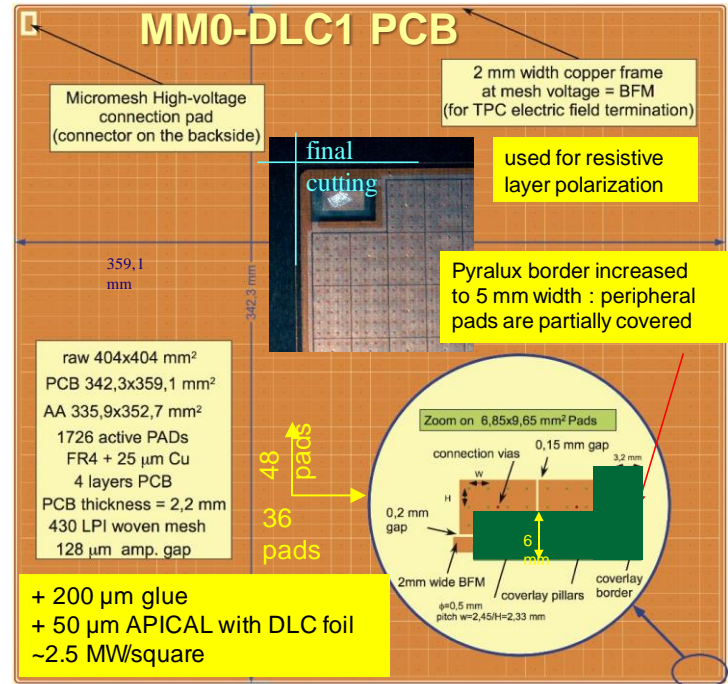 MM0-DLC1 PCB
Micromesh High-voltage
connection pad
(connector on the backside)
2 mm width copper frame
at mesh voltage = BFM
(for TPC electric field termination)
final
cutting
used for resistive
layer polarization
359,1
mm
342,3 mm
Pyralux border increased
to 5 mm width : peripheral
pads are partially covered
raw 404x404 mm²
PCB 342,3x359,1 mm²
AA 335,9x352,7 mm²
1726 active PADs
FR4 + 25 µm Cu
4 layers PCB
PCB thickness = 2,2 mm
430 LPI woven mesh
128 µm amp. gap
48
pads
36
pads
Zoom on 6,85x9,65 mm² Pads
connection vias
0,15 mm gap
3,2 mm
W
H
0,2 mm
gap
6
mm
2mm wide BFM
coverlay pillars
coverlay
border
ϕ=0,5 mm
pitch w=2,45/H=2,33 mm
+ 200 µm glue
+ 50 µm APICAL with DLC foil
~2.5 MW/square